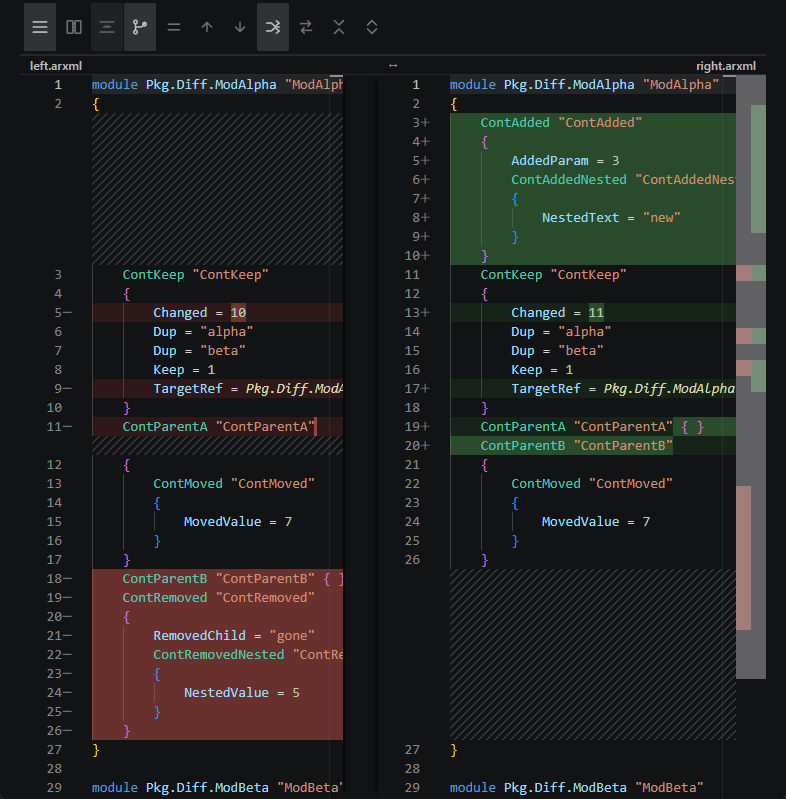 left.arxml ↔ right.arxml
1 module Pkg.Diff.ModAlpha "ModAlph
2 {
3 ContKeep "ContKeep"
4 {
5− Changed = 10
6 Dup = "alpha"
7 Dup = "beta"
8 Keep = 1
9− TargetRef = Pkg.Diff.ModA
10 }
11− ContParentA "ContParentA"
12 {
13 ContMoved "ContMoved"
14 {
15 MovedValue = 7
16 }
17 }
18− ContParentB "ContParentB" { }
19− ContRemoved "ContRemoved"
20− {
21− RemovedChild = "gone"
22− ContRemovedNested "ContRe
23− {
24− NestedValue = 5
25− }
26− }
27 }
28
29 module Pkg.Diff.ModBeta "ModBeta"
1 module Pkg.Diff.ModAlpha "ModAlpha"
2 {
3+ ContAdded "ContAdded"
4+ {
5+ AddedParam = 3
6+ ContAddedNested "ContAddedNes
7+ {
8+ NestedText = "new"
9+ }
10+ }
11 ContKeep "ContKeep"
12 {
13+ Changed = 11
14 Dup = "alpha"
15 Dup = "beta"
16 Keep = 1
17+ TargetRef = Pkg.Diff.ModAlpha
18 }
19+ ContParentA "ContParentA" { }
20+ ContParentB "ContParentB"
21 {
22 ContMoved "ContMoved"
23 {
24 MovedValue = 7
25 }
26 }
27 }
28
29 module Pkg.Diff.ModBeta "ModBeta"